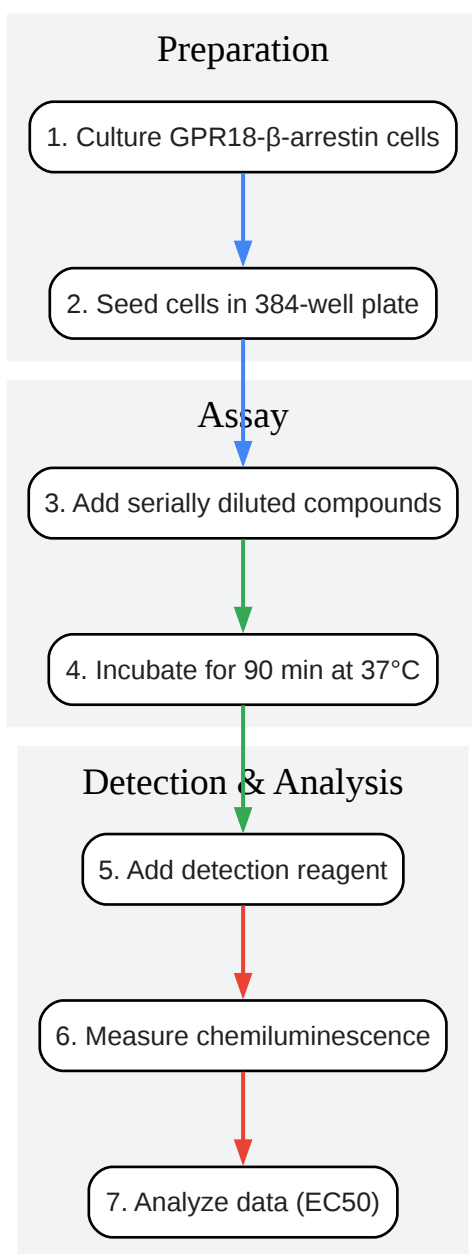 Preparation
1. Culture GPR18-β-arrestin cells
2. Seed cells in 384-well plate
Assay
3. Add serially diluted compounds
4. Incubate for 90 min at 37°C
Detection & Analysis
5. Add detection reagent
6. Measure chemiluminescence
7. Analyze data (EC50)